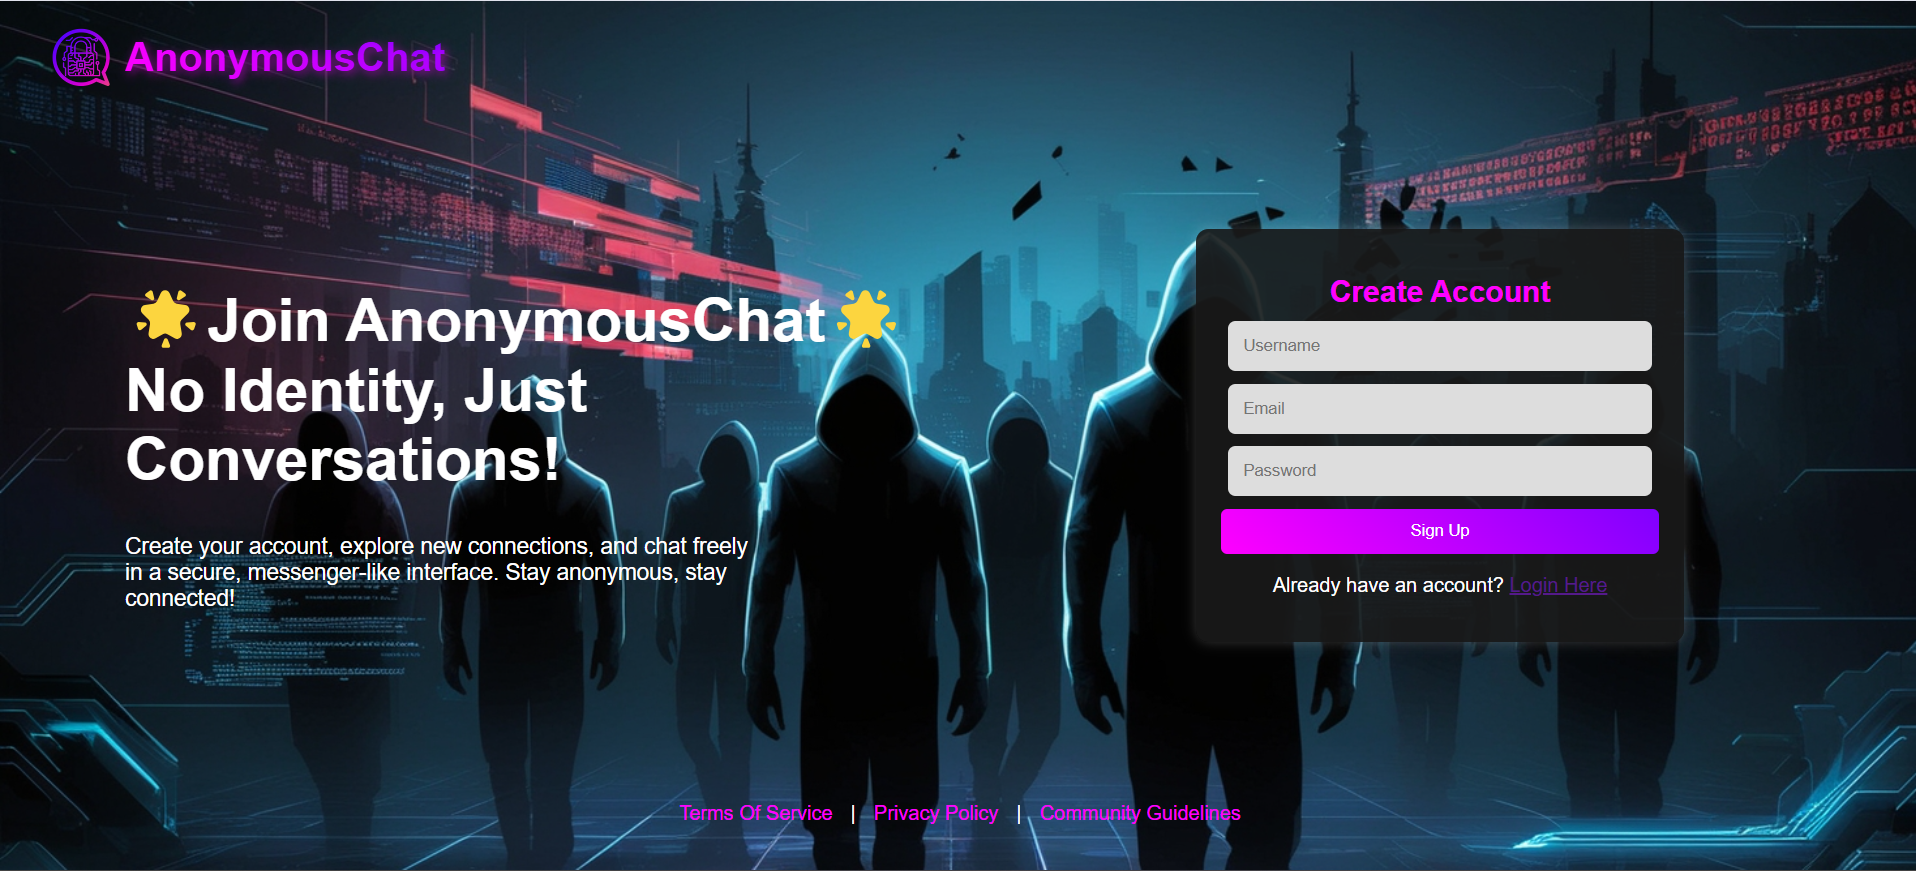 AnonymousChat
🌟Join AnonymousChat🌟
No Identity, Just
Conversations!
Create your account, explore new connections, and chat freely
in a secure, messenger-like interface. Stay anonymous, stay
connected!
Create Account
Username
Email
Password
Sign Up
Already have an account? Login Here
Terms Of Service | Privacy Policy | Community Guidelines